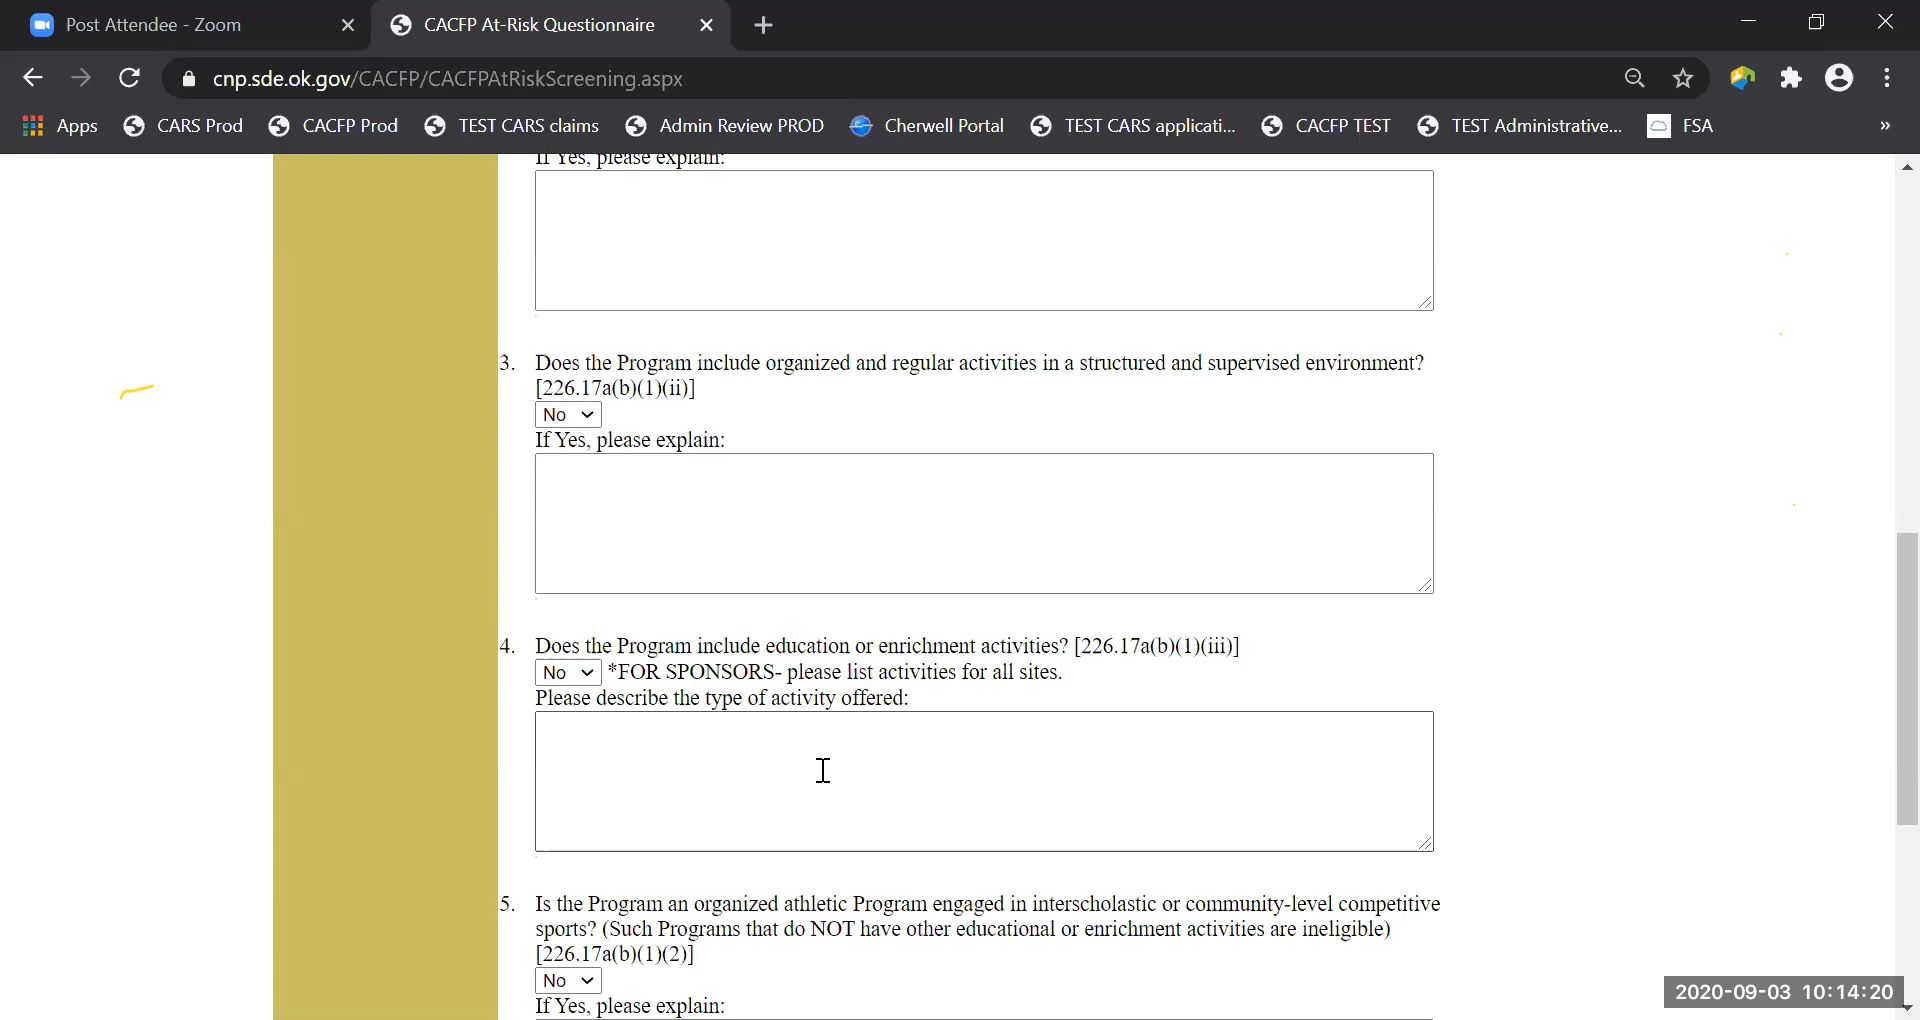 Post Attendee - Zoom
CACFP At-Risk Questionnaire
cnp.sde.ok.gov/CACFP/CACFPAtRiskScreening.aspx
Apps
CARS Prod
CACFP Prod
TEST CARS claims
Admin Review PROD
Cherwell Portal
TEST CARS applicati...
CACFP TEST
TEST Administrative...
FSA
»
If Yes, please explain:
3. Does the Program include organized and regular activities in a structured and supervised environment?
[226.17a(b)(1)(ii)]
No
If Yes, please explain:
4. Does the Program include education or enrichment activities? [226.17a(b)(1)(iii)]
No *FOR SPONSORS- please list activities for all sites.
Please describe the type of activity offered:
5. Is the Program an organized athletic Program engaged in interscholastic or community-level competitive
sports? (Such Programs that do NOT have other educational or enrichment activities are ineligible)
[226.17a(b)(1)(2)]
No
If Yes, please explain:
2020-09-03 10:14:20